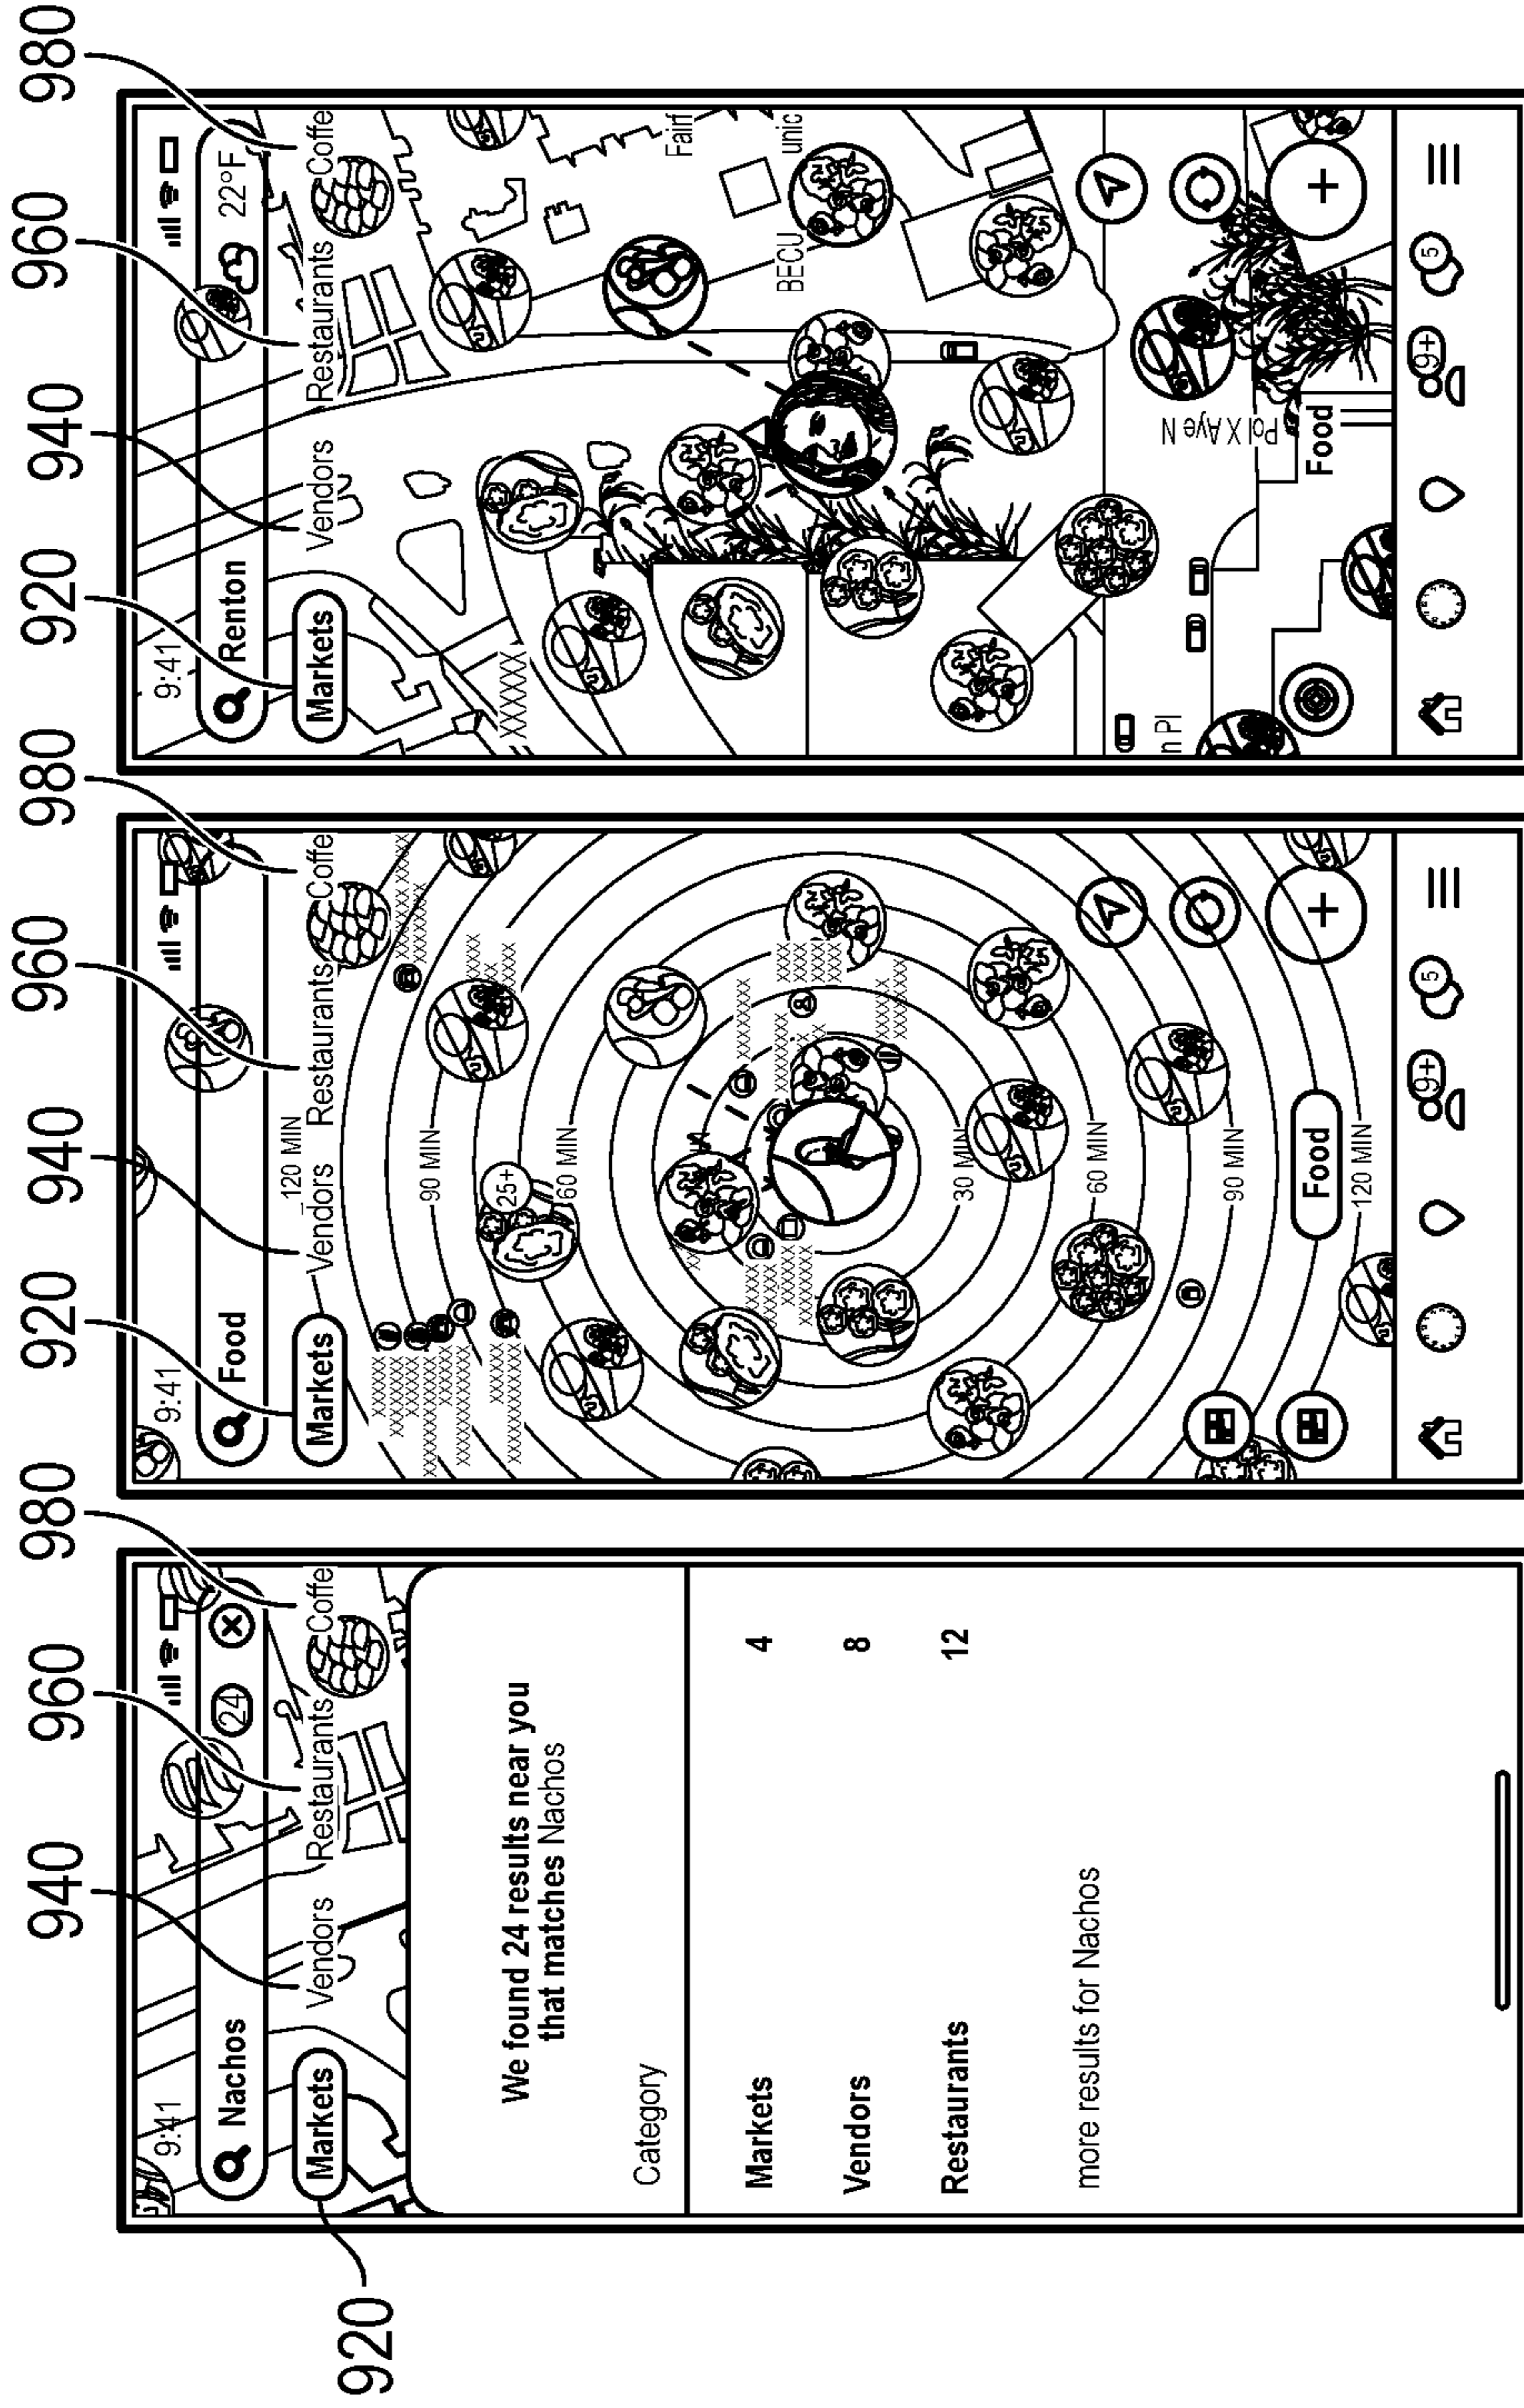 920
940
960
980
9:41
Nachos
24
Markets
Vendors
Restaurants
Coffe
We found 24 results near you
that matches Nachos
Category
Markets 4
Vendors 8
Restaurants 12
more results for Nachos
920
940
960
980
9:41
Food
Markets
Vendors
Restaurants
Coffe
120 MIN
XXXXXXXXXXXXX
90 MIN
25+
60 MIN
30 MIN
60 MIN
90 MIN
Food
120 MIN
9+
5
920
940
960
980
9:41
Renton
22°F
Markets
Vendors
Restaurants
Coffe
XXXXX
Fairf
BECU
unic
n Pl
Pol X Aye N
Food
9+
5